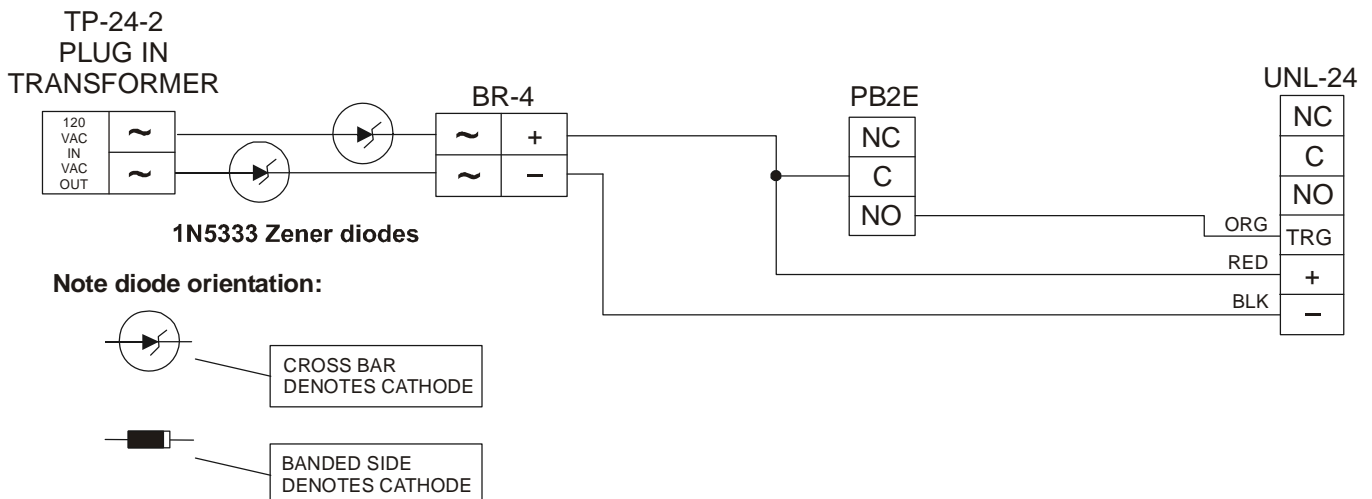 TP-24-2
PLUG IN
TRANSFORMER
120
VAC
IN
VAC
OUT
~
~
1N5333 Zener diodes
BR-4
~ +
~ −
PB2E
NC
C
NO
UNL-24
NC
C
NO
ORG TRG
RED +
BLK −
Note diode orientation:
CROSS BAR
DENOTES CATHODE
BANDED SIDE
DENOTES CATHODE